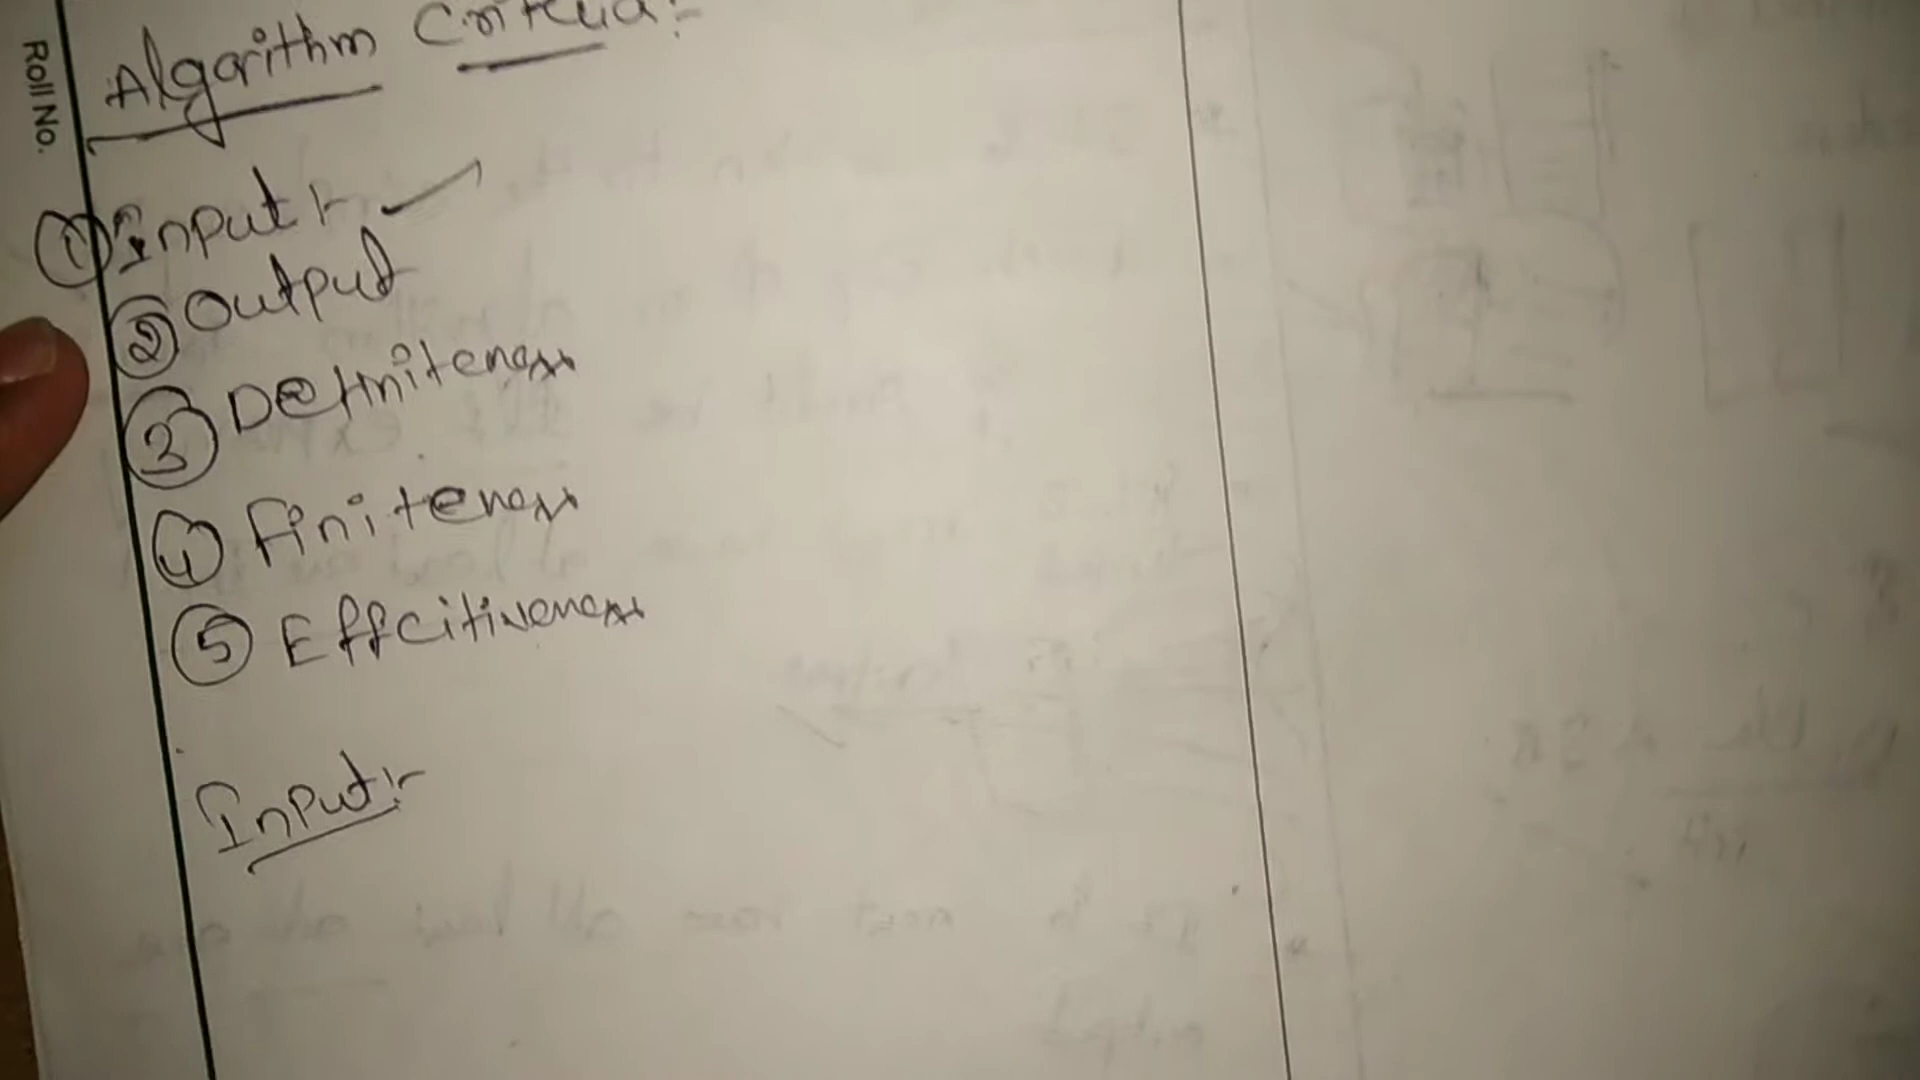 Roll No.
Algorithm Criteria:-
① Input :-
② Output
③ Definiteness
④ Finiteness
⑤ Effcitiveness
Input:-